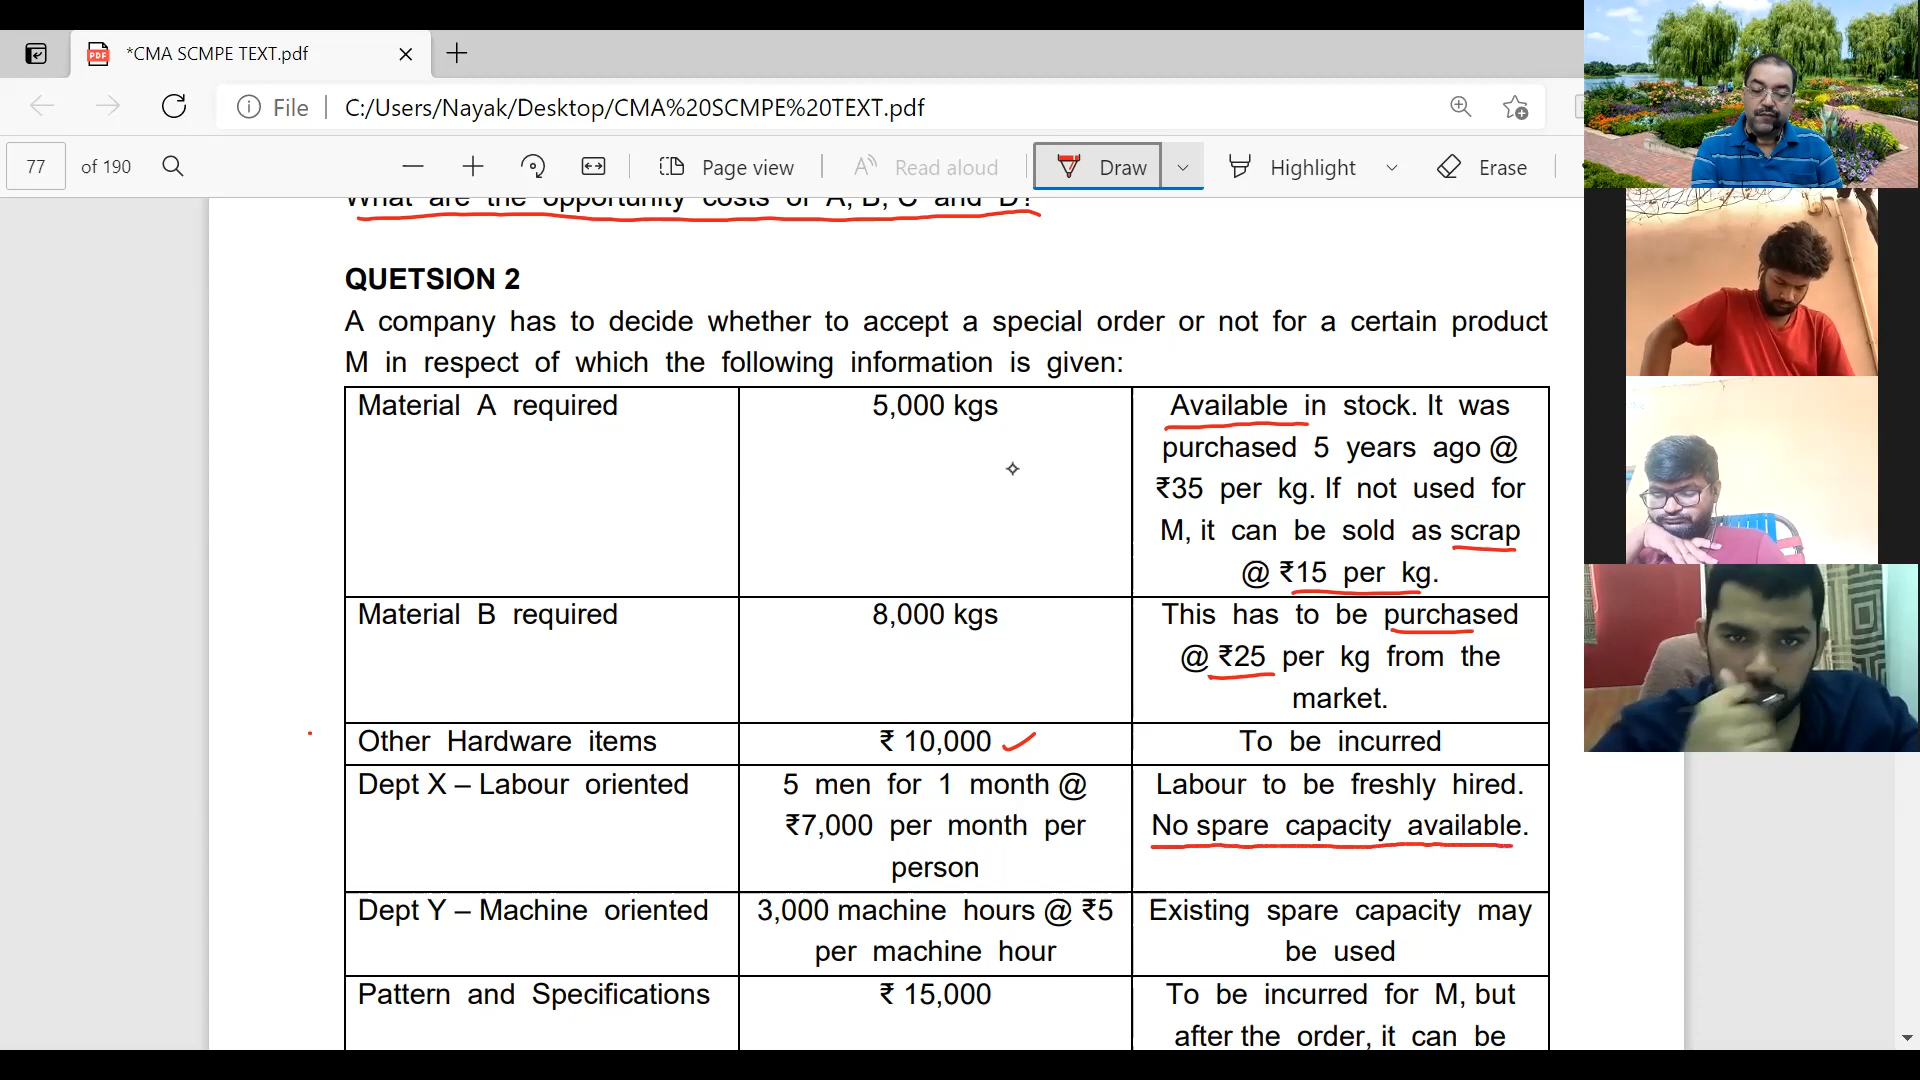 *CMA SCMPE TEXT.pdf
File
C:/Users/Nayak/Desktop/CMA%20SCMPE%20TEXT.pdf
77 of 190
Page view
Read aloud
Draw
Highlight
Erase
What are the opportunity costs of A, B, C and D?
QUETSION 2
A company has to decide whether to accept a special order or not for a certain product
M in respect of which the following information is given:
Material A required
5,000 kgs
Available in stock. It was
purchased 5 years ago @
₹35 per kg. If not used for
M, it can be sold as scrap
@ ₹15 per kg.
Material B required
8,000 kgs
This has to be purchased
@ ₹25 per kg from the
market.
Other Hardware items
₹ 10,000
To be incurred
Dept X – Labour oriented
5 men for 1 month @
₹7,000 per month per
person
Labour to be freshly hired.
No spare capacity available.
Dept Y – Machine oriented
3,000 machine hours @ ₹5
per machine hour
Existing spare capacity may
be used
Pattern and Specifications
₹ 15,000
To be incurred for M, but
after the order, it can be